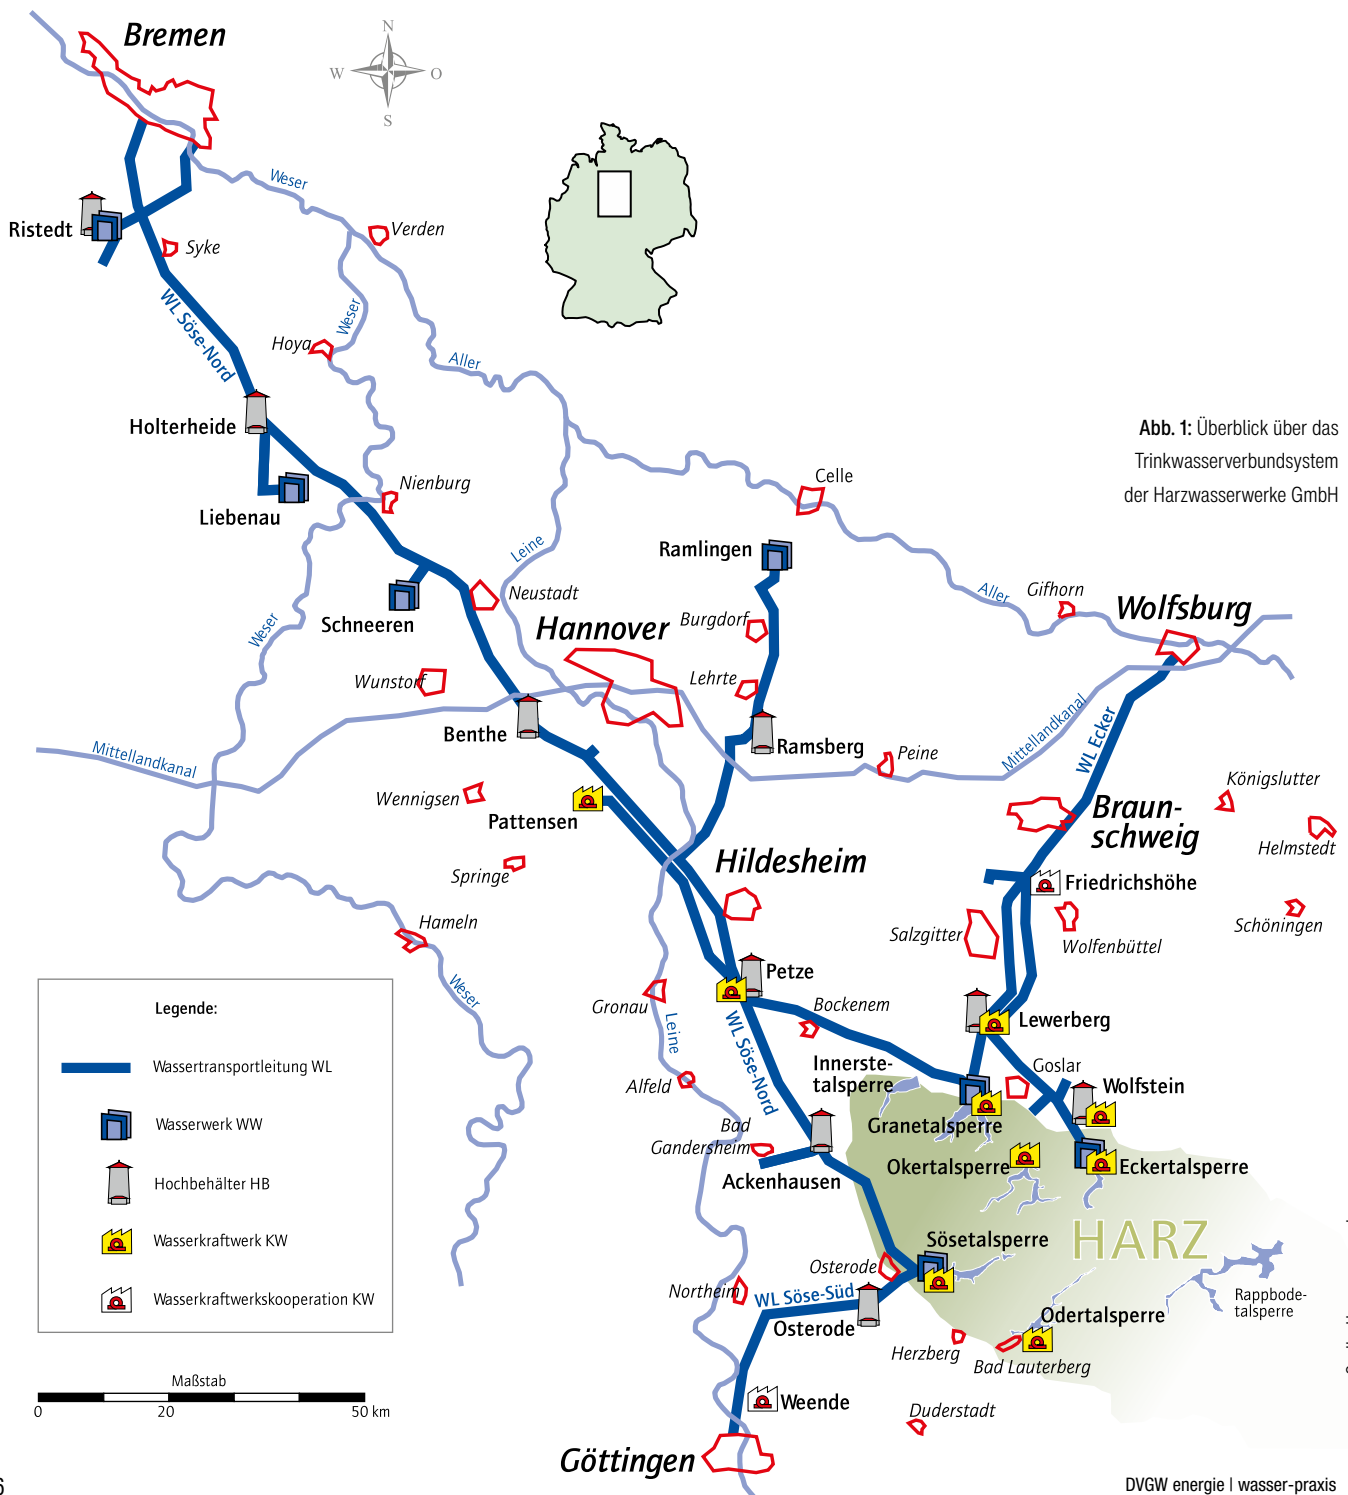 Bremen
N
W
O
S
Weser
Verden
Ristedt
Syke
WL Söse-Nord
Weser
Hoya
Aller
Holterheide
Abb. 1: Überblick über das
Trinkwasserverbundsystem
der Harzwasserwerke GmbH
Celle
Nienburg
Liebenau
Leine
Ramlingen
Neustadt
Aller
Gifhorn
Wolfsburg
Schneeren
Hannover
Burgdorf
Weser
Wunstorf
Lehrte
Benthe
Ramsberg
Mittellandkanal
Mittellandkanal
WL Ecker
Peine
Königslutter
Wennigsen
Pattensen
Braun-
schweig
Helmstedt
Hildesheim
Springe
Friedrichshöhe
Hameln
Salzgitter
Wolfenbüttel
Schöningen
Weser
Petze
Gronau
Bockenem
Leine
WL Söse-Nord
Lewerberg
Legende:
Wassertransportleitung WL
Wasserwerk WW
Hochbehälter HB
Wasserkraftwerk KW
Wasserkraftwerkskooperation KW
Innerste-
talsperre
Goslar
Wolfstein
Alfeld
Granetalsperre
Bad
Gandersheim
Ackenhausen
Okertalsperre
Eckertalsperre
HARZ
Sösetalsperre
Osterode
Northeim
WL Söse-Süd
Osterode
Odertalsperre
Rappbode-
talsperre
Herzberg
Bad Lauterberg
Maßstab
0
20
50 km
Weende
Duderstadt
Göttingen
DVGW energie | wasser-praxis